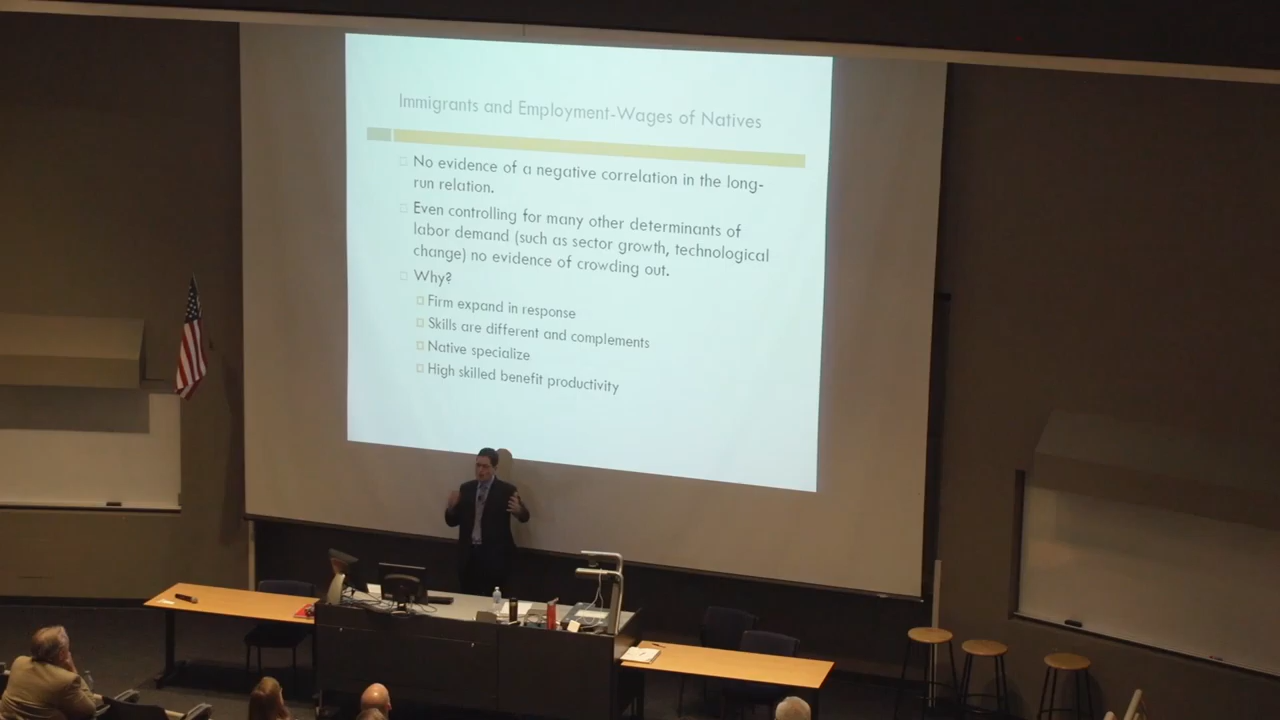 Immigrants and Employment-Wages of Natives
No evidence of a negative correlation in the long-
run relation.
Even controlling for many other determinants of
labor demand (such as sector growth, technological
change) no evidence of crowding out.
Why?
Firm expand in response
Skills are different and complements
Native specialize
High skilled benefit productivity